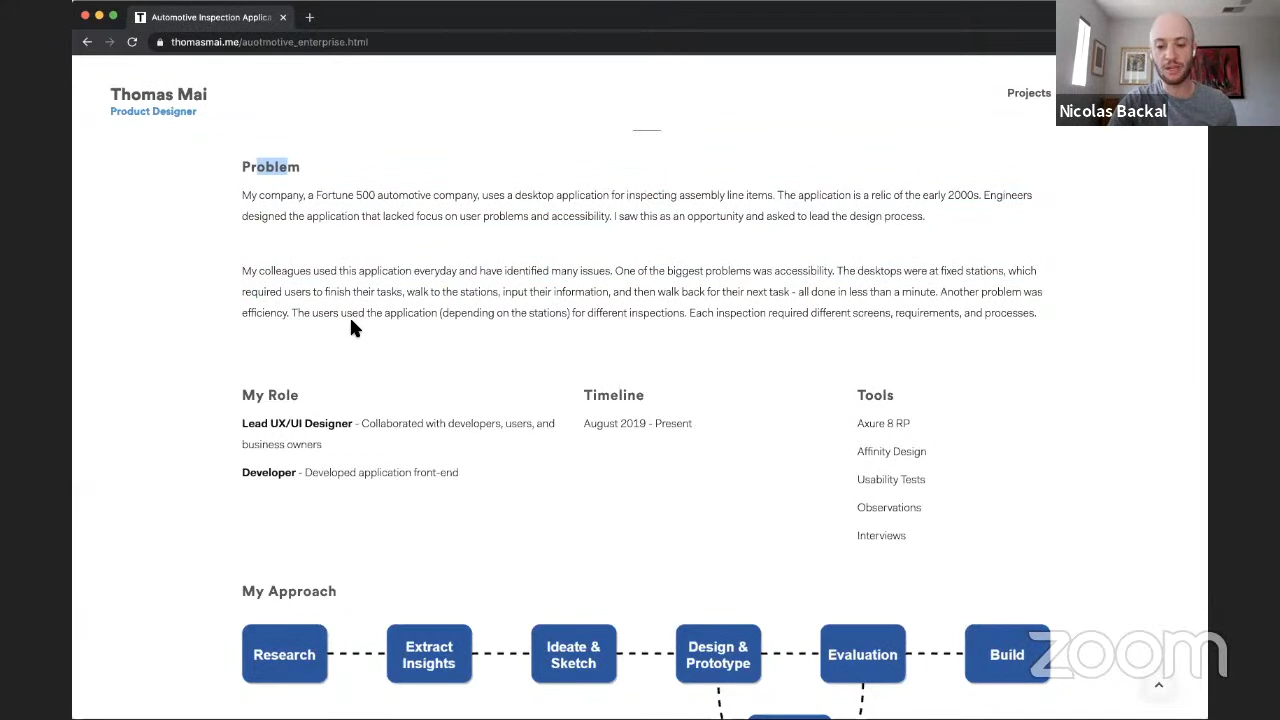 Automotive Inspection Applica
thomasmai.me/auotmotive_enterprise.html
Thomas Mai
Product Designer
Projects
Nicolas Backal
Problem
My company, a Fortune 500 automotive company, uses a desktop application for inspecting assembly line items. The application is a relic of the early 2000s. Engineers
designed the application that lacked focus on user problems and accessibility. I saw this as an opportunity and asked to lead the design process.
My colleagues used this application everyday and have identified many issues. One of the biggest problems was accessibility. The desktops were at fixed stations, which
required users to finish their tasks, walk to the stations, input their information, and then walk back for their next task - all done in less than a minute. Another problem was
efficiency. The users used the application (depending on the stations) for different inspections. Each inspection required different screens, requirements, and processes.
My Role
Lead UX/UI Designer - Collaborated with developers, users, and
business owners
Developer - Developed application front-end
Timeline
August 2019 - Present
Tools
Axure 8 RP
Affinity Design
Usability Tests
Observations
Interviews
My Approach
Research
Extract
Insights
Ideate &
Sketch
Design &
Prototype
Evaluation
Build
zoom